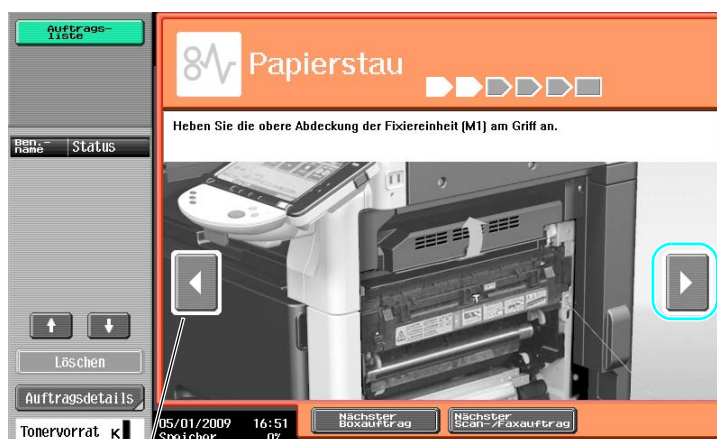 Auftrags-
liste
Papierstau
Heben Sie die obere Abdeckung der Fixiereinheit (M1) am Griff an.
Ben.-
name
Status
Löschen
Auftragsdetails
Tonervorrat K
05/01/2009 16:51
Speicher 0%
Nächster
Boxauftrag
Nächster
Scan-/Faxauftrag